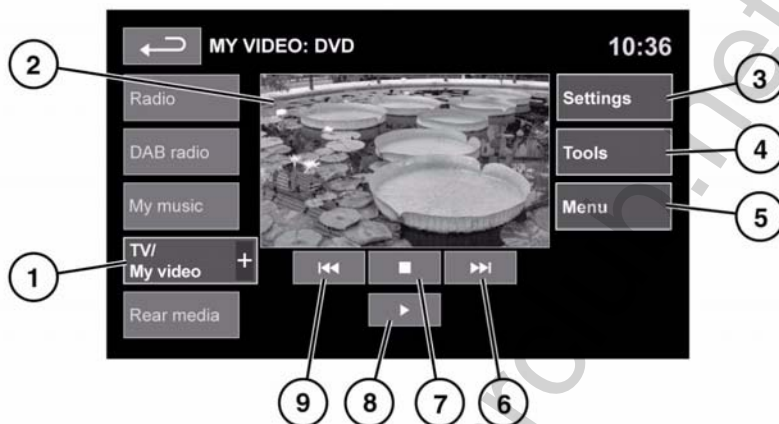 MY VIDEO: DVD
10:36
2
3
Radio
Settings
DAB radio
Tools
4
My music
Menu
5
1
TV/
My video
+
Rear media
9
8
7
6